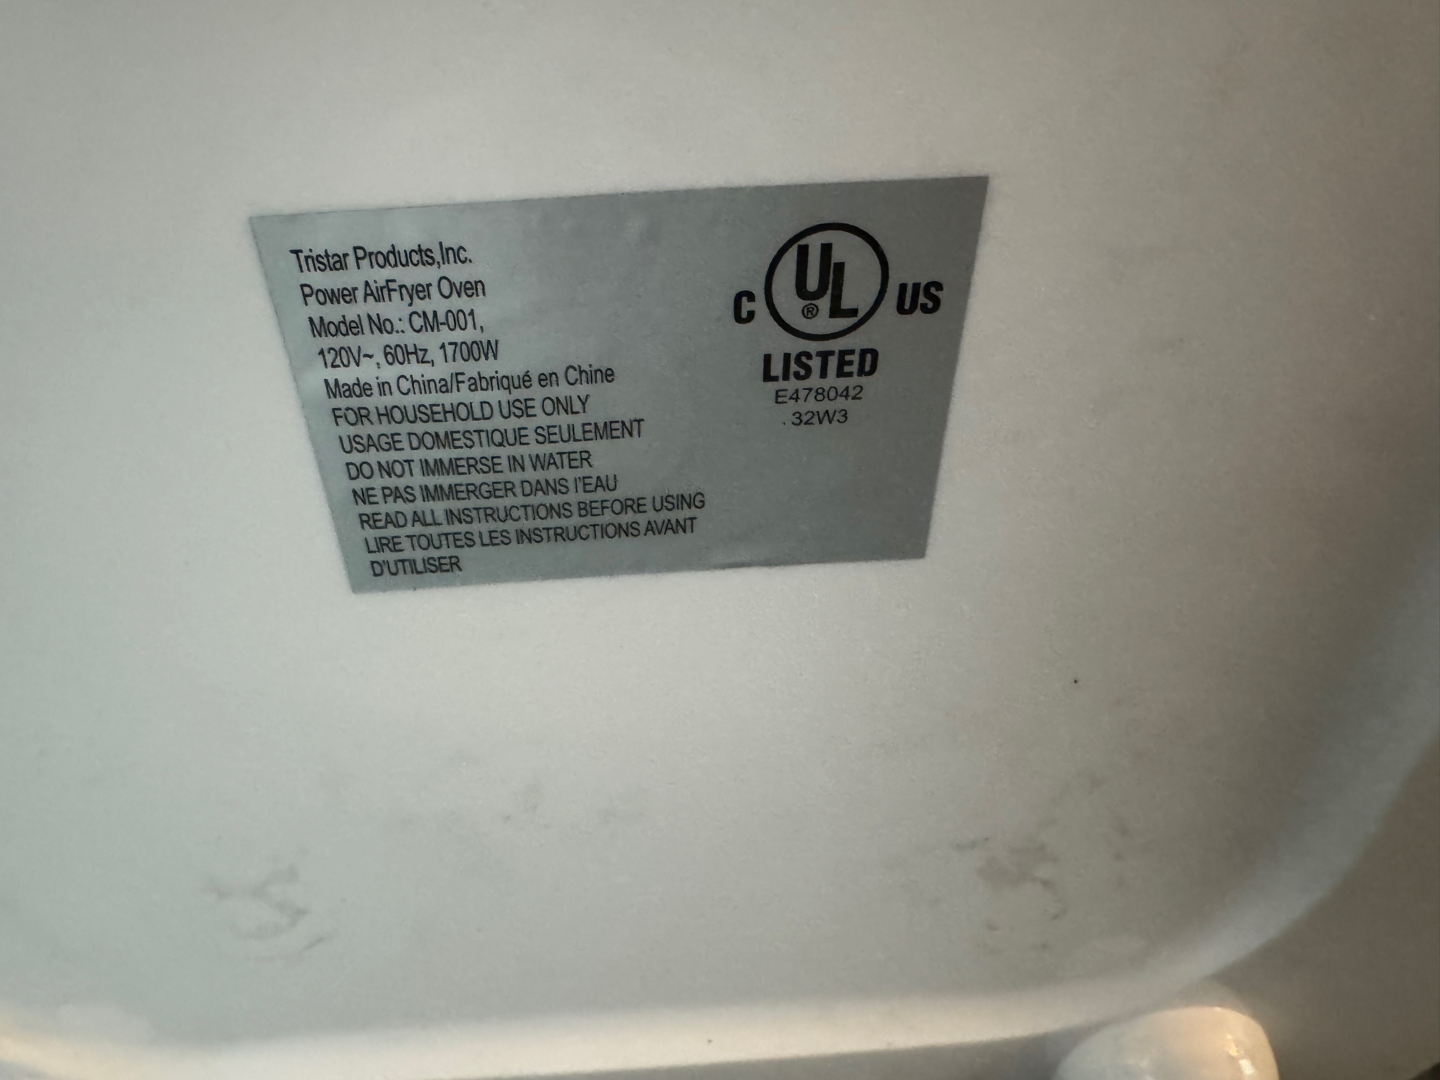 Tristar Products,Inc.
Power AirFryer Oven
Model No.: CM-001,
120V~, 60Hz, 1700W
Made in China/Fabriqué en Chine
FOR HOUSEHOLD USE ONLY
USAGE DOMESTIQUE SEULEMENT
DO NOT IMMERSE IN WATER
NE PAS IMMERGER DANS l'EAU
READ ALL INSTRUCTIONS BEFORE USING
LIRE TOUTES LES INSTRUCTIONS AVANT
D'UTILISER
C UL ® US
LISTED
E478042
. 32W3